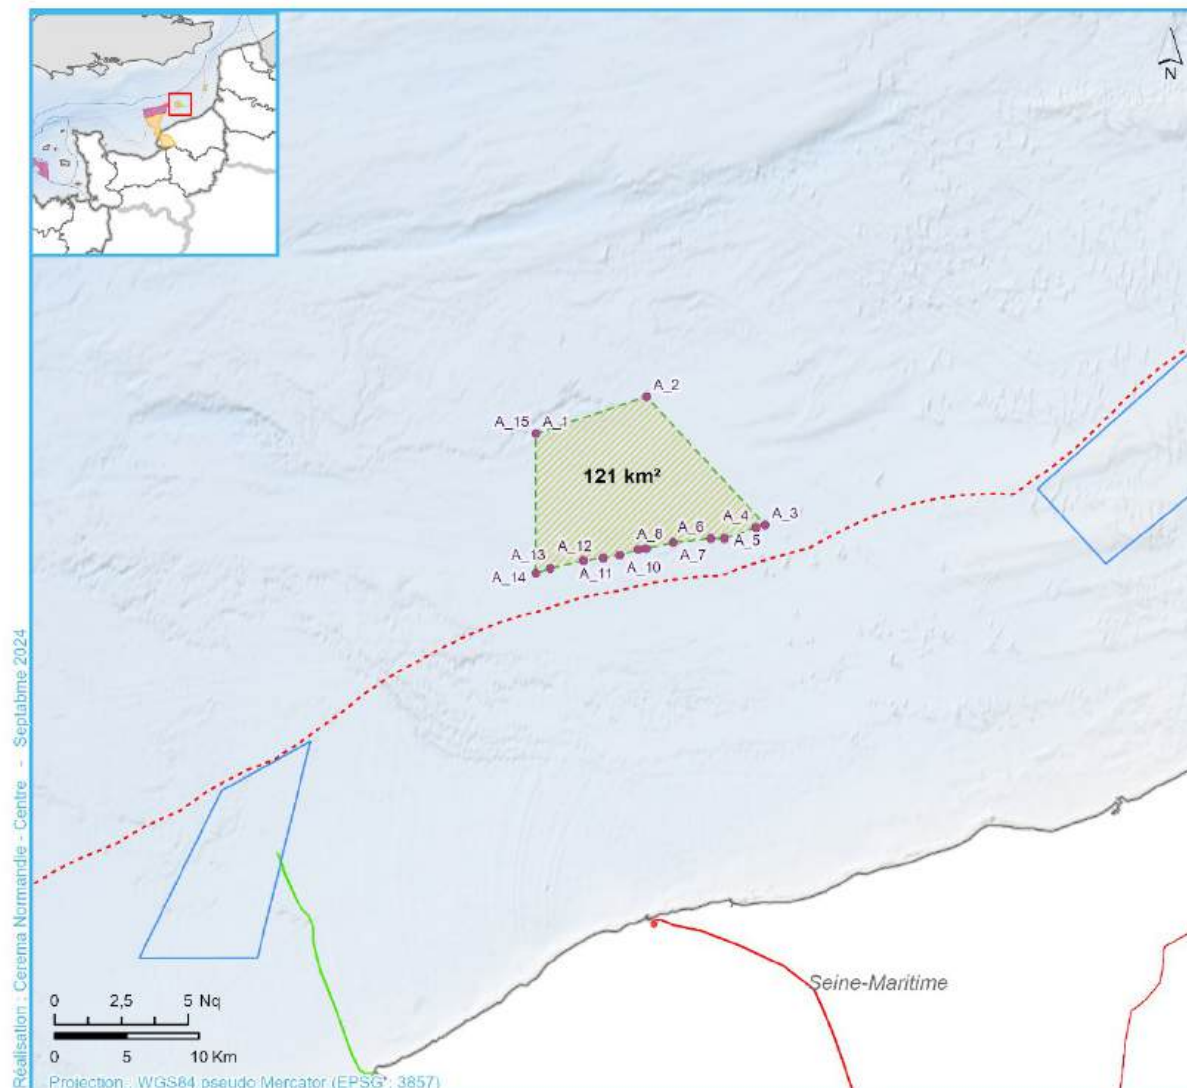 N
A_2
A_15
A_1
121 km²
A_3
A_4
A_6
A_5
A_8
A_7
A_12
A_13
A_10
A_11
A_14
Seine-Maritime
0 2,5 5 Nq
0 5 10 Km
Projection : WGS84 pseudo Mercator (EPSG : 3857)
Réalisation : Cerema Normandie - Centre - Septabme 2024